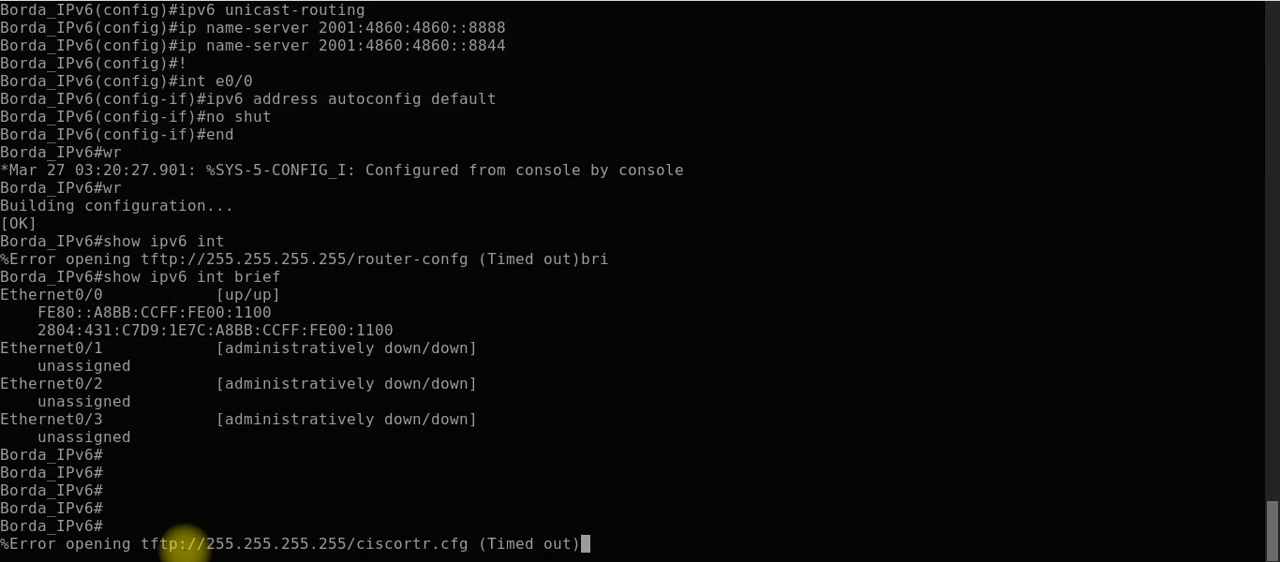 Borda_IPv6(config)#ipv6 unicast-routing
Borda_IPv6(config)#ip name-server 2001:4860:4860::8888
Borda_IPv6(config)#ip name-server 2001:4860:4860::8844
Borda_IPv6(config)#!
Borda_IPv6(config)#int e0/0
Borda_IPv6(config-if)#ipv6 address autoconfig default
Borda_IPv6(config-if)#no shut
Borda_IPv6(config-if)#end
Borda_IPv6#wr
*Mar 27 03:20:27.901: %SYS-5-CONFIG_I: Configured from console by console
Borda_IPv6#wr
Building configuration...
[OK]
Borda_IPv6#show ipv6 int
%Error opening tftp://255.255.255.255/router-confg (Timed out)bri
Borda_IPv6#show ipv6 int brief
Ethernet0/0            [up/up]
    FE80::A8BB:CCFF:FE00:1100
    2804:431:C7D9:1E7C:A8BB:CCFF:FE00:1100
Ethernet0/1            [administratively down/down]
    unassigned
Ethernet0/2            [administratively down/down]
    unassigned
Ethernet0/3            [administratively down/down]
    unassigned
Borda_IPv6#
Borda_IPv6#
Borda_IPv6#
Borda_IPv6#
Borda_IPv6#
%Error opening tftp://255.255.255.255/ciscortr.cfg (Timed out)